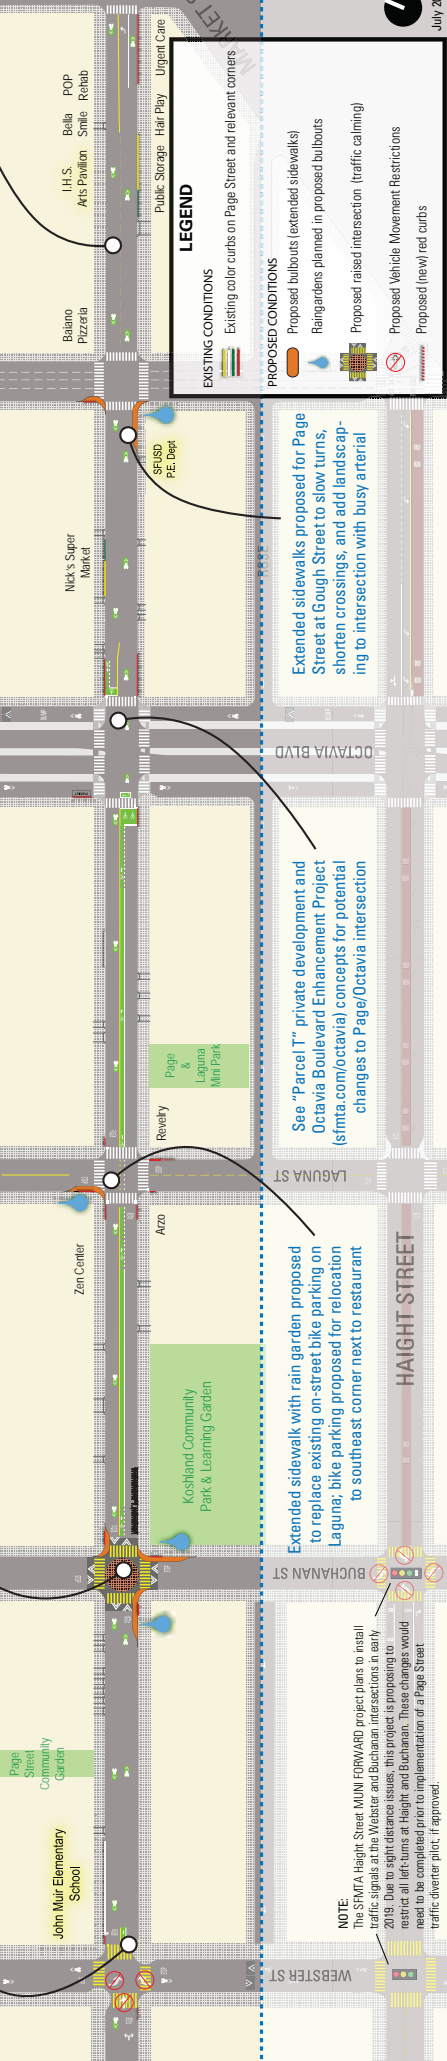 Page
Street
Community
Garden
John Muir Elementary
School
Zen Center
Nick's Super
Market
Baiano
Pizzeria
I.H.S.
Arts Pavilion
Bella
Smile
POP
Rehab
Koshland Community
Park & Learning Garden
Arzo
Revelry
Page
&
Laguna
Mini Park
SFUSD
P.E. Dept
Public Storage
Hair Play
Urgent Care
MARKET
WEBSTER ST
BUCHANAN ST
LAGUNA ST
OCTAVIA BLVD
ROSE
HAIGHT STREET
Extended sidewalk with rain garden proposed
to replace existing on-street bike parking on
Laguna; bike parking proposed for relocation
to southeast corner next to restaurant
See "Parcel T" private development and
Octavia Boulevard Enhancement Project
(sfmta.com/octavia) concepts for potential
changes to Page/Octavia intersection
Extended sidewalks proposed for Page
Street at Gough Street to slow turns,
shorten crossings, and add landscap-
ing to intersection with busy arterial
NOTE:
The SFMTA Haight Street MUNI FORWARD project plans to install
traffic signals at the Webster and Buchanan intersections in early
2019. Due to sight distance issues, this project is proposing to
restrict all left-turns at Haight and Buchanan. These changes would
need to be completed prior to implementation of a Page Street
traffic diverter pilot, if approved.
LEGEND
EXISTING CONDITIONS
Existing color curbs on Page Street and relevant corners
PROPOSED CONDITIONS
Proposed bulbouts (extended sidewalks)
Raingardens planned in proposed bulbouts
Proposed raised intersection (traffic calming)
Proposed Vehicle Movement Restrictions
Proposed (new) red curbs
July 2